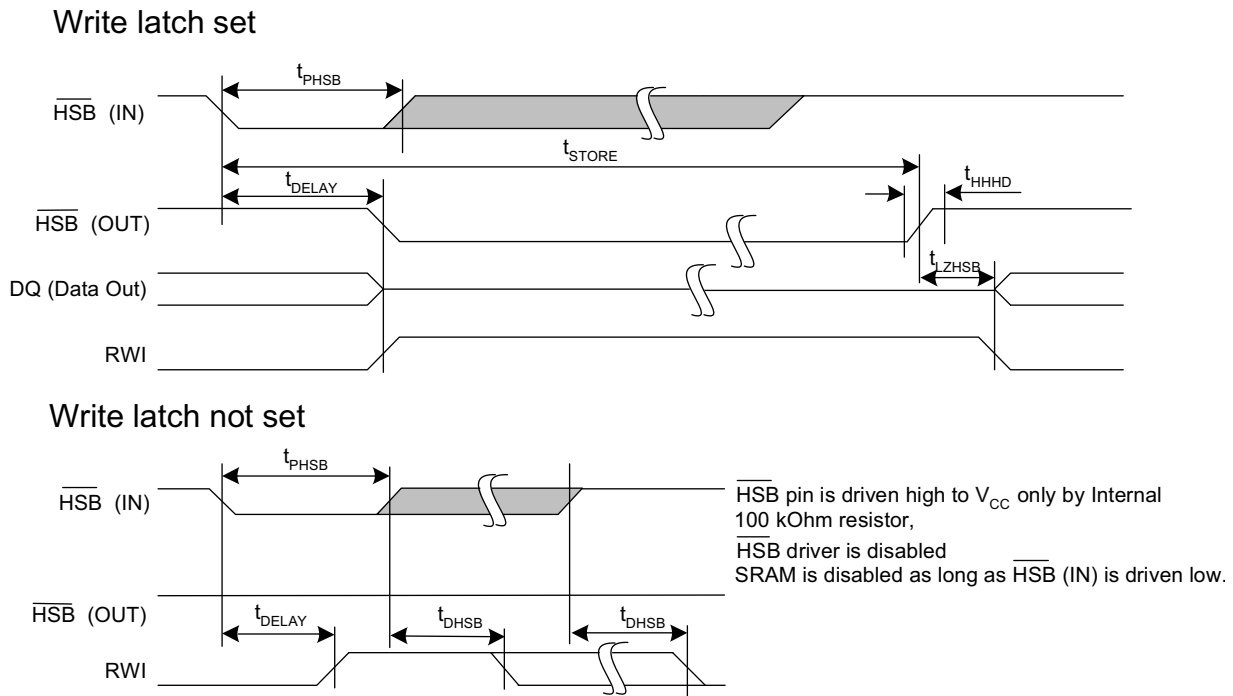 Write latch set
tPHSB
HSB (IN)
tSTORE
tDELAY
tHHHD
HSB (OUT)
tLZHSB
DQ (Data Out)
RWI
Write latch not set
tPHSB
HSB (IN)
HSB pin is driven high to VCC only by Internal
100 kOhm resistor,
HSB driver is disabled
SRAM is disabled as long as HSB (IN) is driven low.
HSB (OUT)
tDELAY
tDHSB
tDHSB
RWI